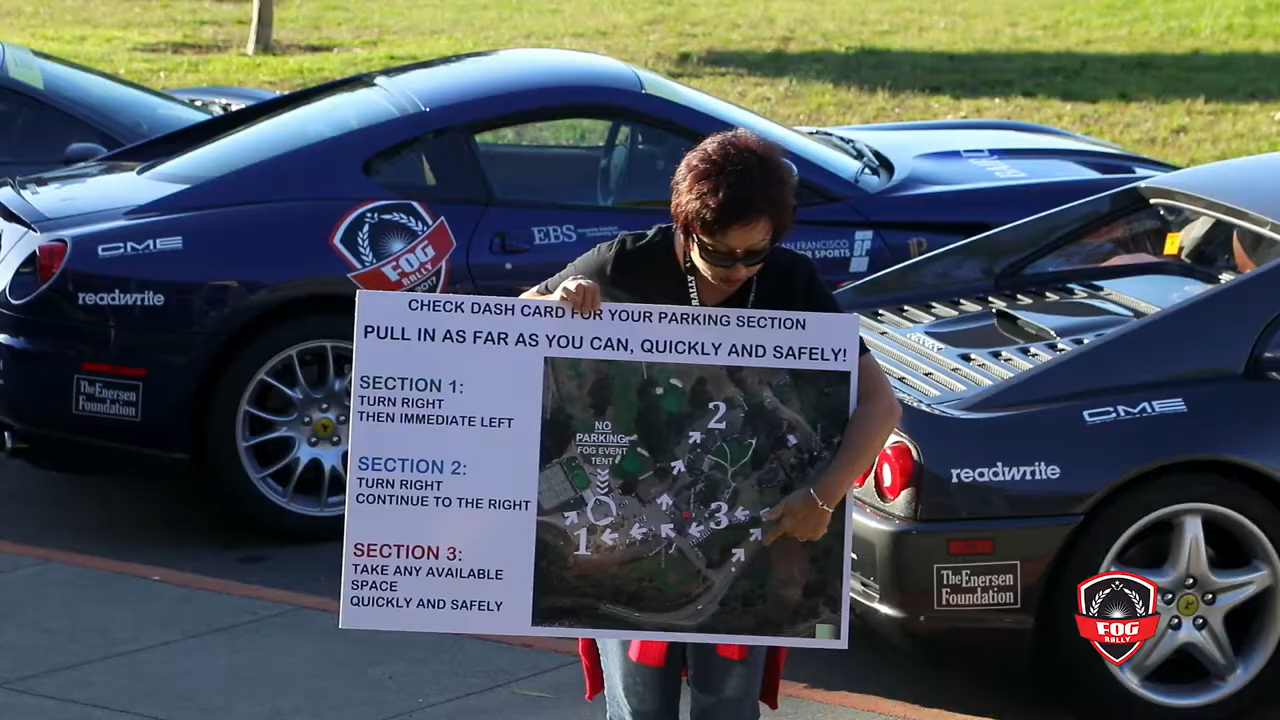 CHECK DASH CARD FOR YOUR PARKING SECTION
PULL IN AS FAR AS YOU CAN, QUICKLY AND SAFELY!
SECTION 1:
TURN RIGHT
THEN IMMEDIATE LEFT
SECTION 2:
TURN RIGHT
CONTINUE TO THE RIGHT
SECTION 3:
TAKE ANY AVAILABLE
SPACE
QUICKLY AND SAFELY
NO
PARKING:
FOG EVENT
TENT
2
1
3
CME
readwrite
The Enersen
Foundation
FOG
RALLY
2017
EBS
SAN FRANCISCO
SPORTS
SF
RALLY
CME
readwrite
The Enersen
Foundation
FOG
RALLY